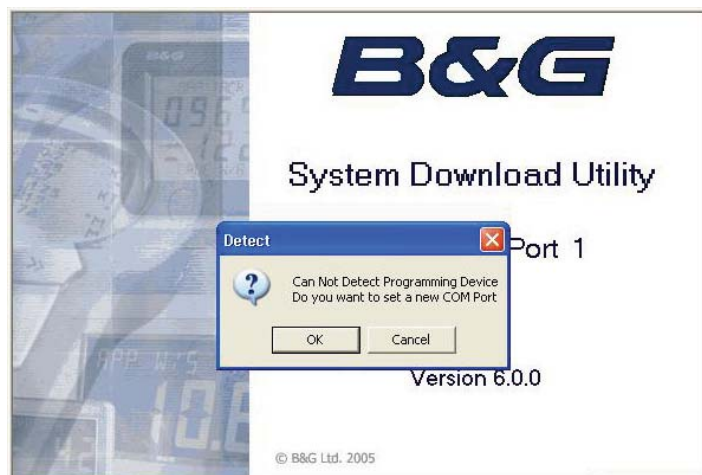 B&G
System Download Utility
Detect
Port 1
Can Not Detect Programming Device
Do you want to set a new COM Port
OK
Cancel
Version 6.0.0
© B&G Ltd. 2005
B&G
APP W/S